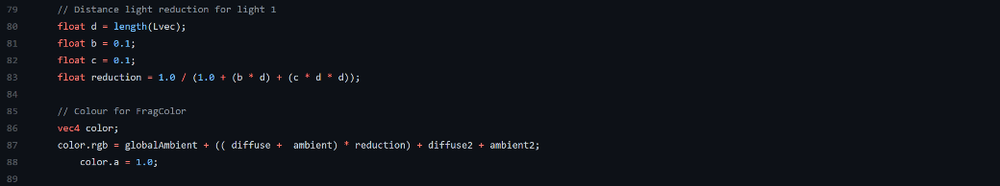 79 // Distance light reduction for light 1
80 float d = length(Lvec);
81 float b = 0.1;
82 float c = 0.1;
83 float reduction = 1.0 / (1.0 + (b * d) + (c * d * d));
84
85 // Colour for FragColor
86 vec4 color;
87 color.rgb = globalAmbient + (( diffuse +  ambient) * reduction) + diffuse2 + ambient2;
88 color.a = 1.0;
89